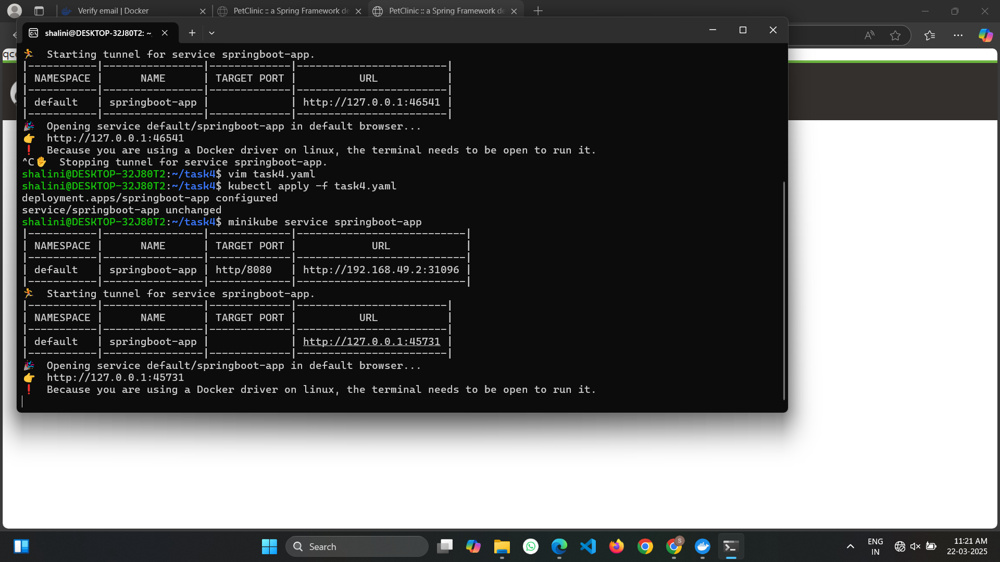 Verify email | Docker
PetClinic :: a Spring Framework de
PetClinic :: a Spring Framework de
shalini@DESKTOP-32J80T2: ~
🏃 Starting tunnel for service springboot-app.
|-----------|----------------|-------------|------------------------|
| NAMESPACE | NAME | TARGET PORT | URL |
|-----------|----------------|-------------|------------------------|
| default | springboot-app | | http://127.0.0.1:46541 |
|-----------|----------------|-------------|------------------------|
🎉 Opening service default/springboot-app in default browser...
👉 http://127.0.0.1:46541
❗ Because you are using a Docker driver on linux, the terminal needs to be open to run it.
^C✋ Stopping tunnel for service springboot-app.
shalini@DESKTOP-32J80T2:~/task4$ vim task4.yaml
shalini@DESKTOP-32J80T2:~/task4$ kubectl apply -f task4.yaml
deployment.apps/springboot-app configured
service/springboot-app unchanged
shalini@DESKTOP-32J80T2:~/task4$ minikube service springboot-app
|-----------|----------------|-------------|---------------------------|
| NAMESPACE | NAME | TARGET PORT | URL |
|-----------|----------------|-------------|---------------------------|
| default | springboot-app | http/8080 | http://192.168.49.2:31096 |
|-----------|----------------|-------------|---------------------------|
🏃 Starting tunnel for service springboot-app.
|-----------|----------------|-------------|------------------------|
| NAMESPACE | NAME | TARGET PORT | URL |
|-----------|----------------|-------------|------------------------|
| default | springboot-app | | http://127.0.0.1:45731 |
|-----------|----------------|-------------|------------------------|
🎉 Opening service default/springboot-app in default browser...
👉 http://127.0.0.1:45731
❗ Because you are using a Docker driver on linux, the terminal needs to be open to run it.
Search
ENG
IN
11:21 AM
22-03-2025